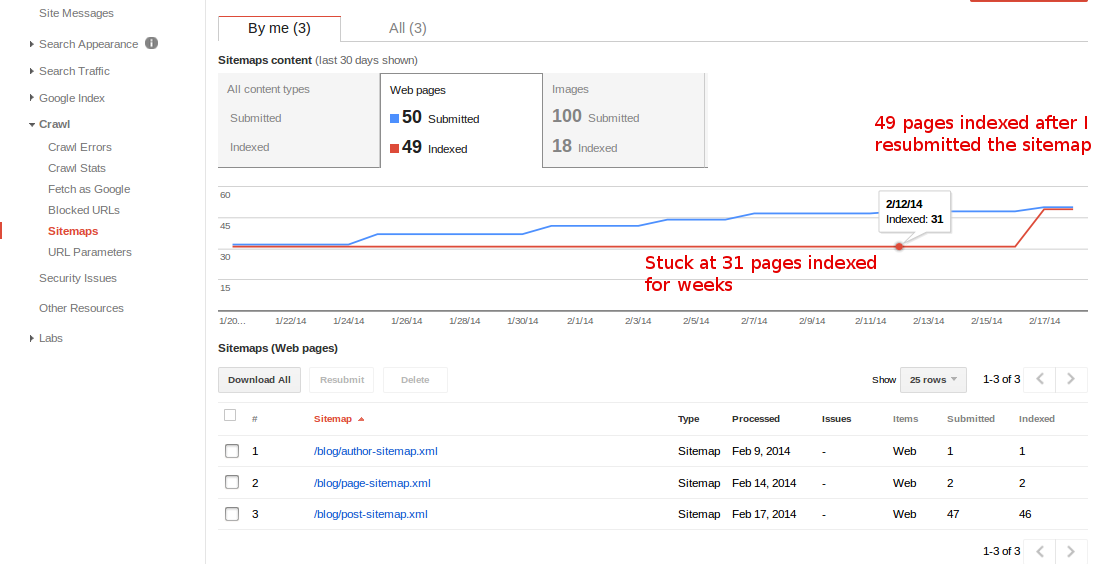 Site Messages
Search Appearance i
Search Traffic
Google Index
Crawl
Crawl Errors
Crawl Stats
Fetch as Google
Blocked URLs
Sitemaps
URL Parameters
Security Issues
Other Resources
Labs
By me (3) All (3)
Sitemaps content (last 30 days shown)
All content types
Submitted
Indexed
Web pages
50 Submitted
49 Indexed
Images
100 Submitted
18 Indexed
49 pages indexed after I
resubmitted the sitemap
60
45
30
15
2/12/14
Indexed: 31
Stuck at 31 pages indexed
for weeks
1/20... 1/22/14 1/24/14 1/26/14 1/28/14 1/30/14 2/1/14 2/3/14 2/5/14 2/7/14 2/9/14 2/11/14 2/13/14 2/15/14 2/17/14
Sitemaps (Web pages)
Download All Resubmit Delete Show 25 rows 1-3 of 3
# Sitemap Type Processed Issues Items Submitted Indexed
1 /blog/author-sitemap.xml Sitemap Feb 9, 2014 - Web 1 1
2 /blog/page-sitemap.xml Sitemap Feb 14, 2014 - Web 2 2
3 /blog/post-sitemap.xml Sitemap Feb 17, 2014 - Web 47 46
1-3 of 3